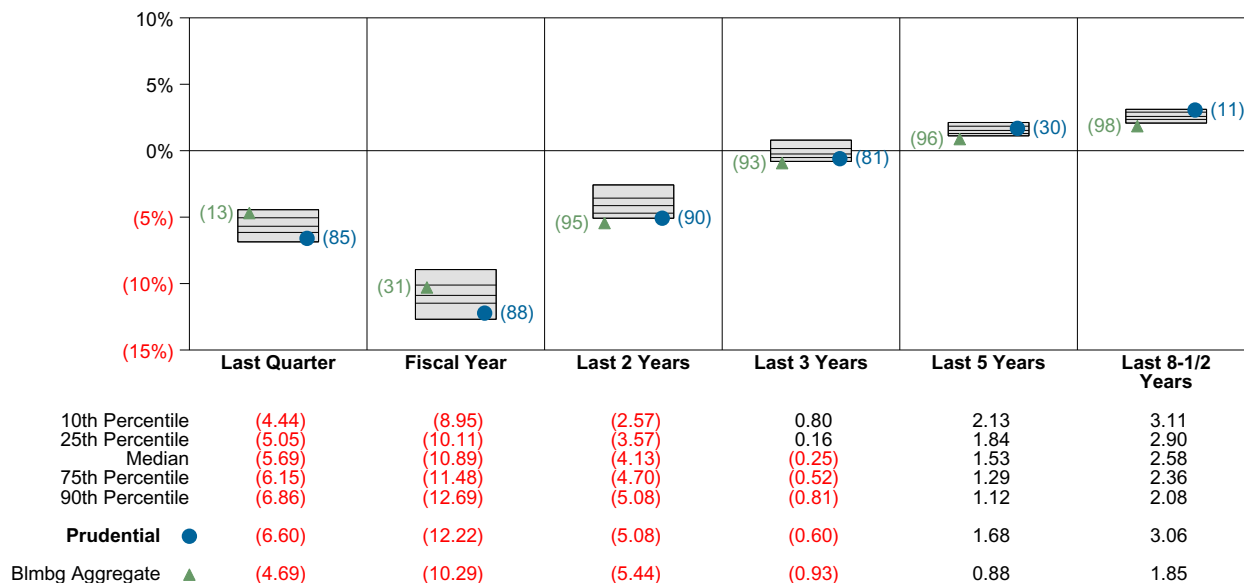 10%
5%
0%
(5%)
(10%)
(15%)
(13)
(85)
(31)
(88)
(95)
(90)
(93)
(81)
(96)
(30)
(98)
(11)
Last Quarter Fiscal Year Last 2 Years Last 3 Years Last 5 Years Last 8-1/2
Years
10th Percentile (4.44) (8.95) (2.57) 0.80 2.13 3.11
25th Percentile (5.05) (10.11) (3.57) 0.16 1.84 2.90
Median (5.69) (10.89) (4.13) (0.25) 1.53 2.58
75th Percentile (6.15) (11.48) (4.70) (0.52) 1.29 2.36
90th Percentile (6.86) (12.69) (5.08) (0.81) 1.12 2.08
Prudential (6.60) (12.22) (5.08) (0.60) 1.68 3.06
Blmbg Aggregate (4.69) (10.29) (5.44) (0.93) 0.88 1.85